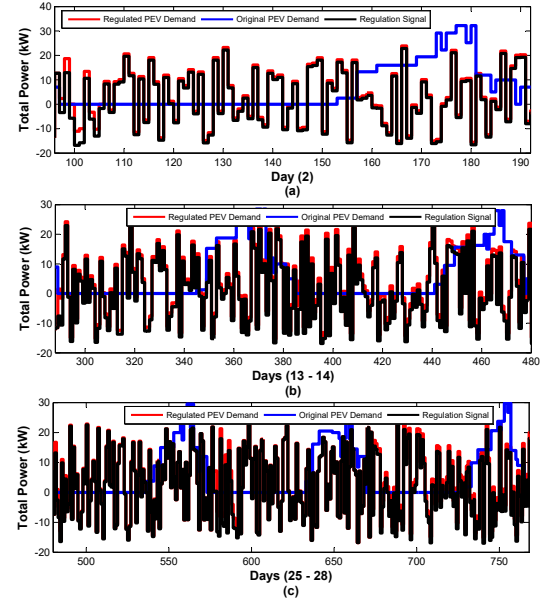 Regulated PEV Demand Original PEV Demand Regulation Signal
Total Power (kW)
40
30
20
10
0
-10
-20
100 110 120 130 140 150 160 170 180 190
Day (2)
(a)
Regulated PEV Demand Original PEV Demand Regulation Signal
Total Power (kW)
30
20
10
0
-10
-20
300 320 340 360 380 400 420 440 460 480
Days (13 - 14)
(b)
Regulated PEV Demand Original PEV Demand Regulation Signal
Total Power (kW)
30
20
10
0
-10
-20
500 550 600 650 700 750
Days (25 - 28)
(c)